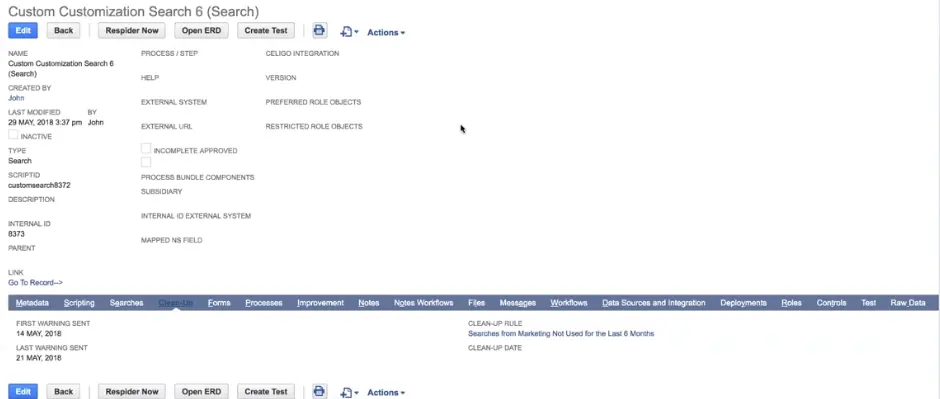 Custom Customization Search 6 (Search)
Edit Back Respider Now Open ERD Create Test Actions
NAME
Custom Customization Search 6
(Search)
CREATED BY
John
LAST MODIFIED BY
29 MAY, 2018 3:37 pm John
INACTIVE
TYPE
Search
SCRIPTID
customsearch8372
DESCRIPTION
INTERNAL ID
8373
PARENT
LINK
Go To Record-->
PROCESS / STEP
HELP
EXTERNAL SYSTEM
EXTERNAL URL
INCOMPLETE APPROVED
PROCESS BUNDLE COMPONENTS
SUBSIDIARY
INTERNAL ID EXTERNAL SYSTEM
MAPPED NS FIELD
CELIGO INTEGRATION
VERSION
PREFERRED ROLE OBJECTS
RESTRICTED ROLE OBJECTS
Metadata Scripting Searches Clean-Up Forms Processes Improvement Notes Notes Workflows Files Messages Workflows Data Sources and Integration Deployments Roles Controls Test Raw Data
FIRST WARNING SENT
14 MAY, 2018
LAST WARNING SENT
21 MAY, 2018
CLEAN-UP RULE
Searches from Marketing Not Used for the Last 6 Months
CLEAN-UP DATE
Edit Back Respider Now Open ERD Create Test Actions